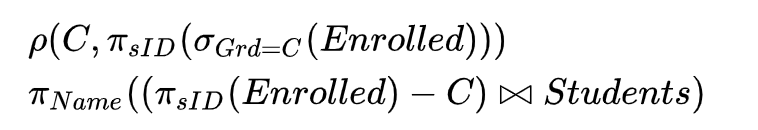 ρ(C, π_{sID}(σ_{Grd=C}(Enrolled)))
π_{Name}((π_{sID}(Enrolled) − C) ⋈ Students)